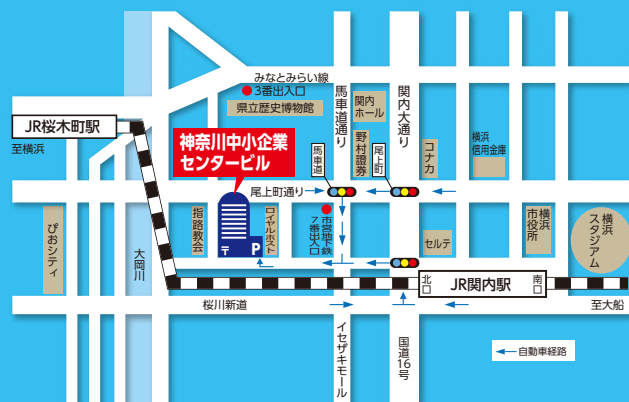 みなとみらい線
3番出入口
県立歴史博物館
馬車道通り
関内
ホール
関内大通り
JR桜木町駅
至横浜
神奈川中小企業
センタービル
馬車道
野村證券
尾上町
コナカ
横浜
信用金庫
尾上町通り
ぴおシティ
大岡川
指路教会
〒
P
ロイヤルホスト
市営地下鉄
7番出入口
セルテ
横浜
市役所
横浜
スタジアム
北口
JR関内駅
南口
桜川新道
至大船
イセザキモール
国道16号
自動車経路